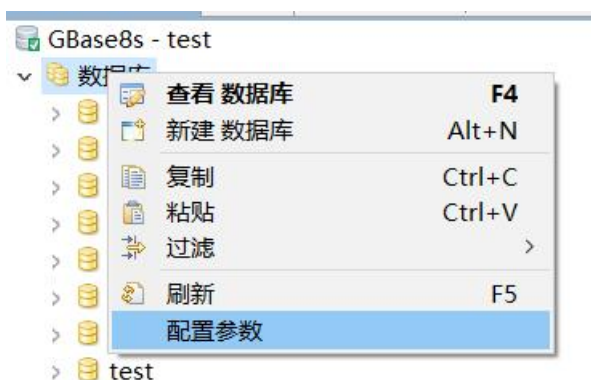 GBase8s - test
数据库
查看 数据库 F4
新建 数据库 Alt+N
复制 Ctrl+C
粘贴 Ctrl+V
过滤
刷新 F5
配置参数
test